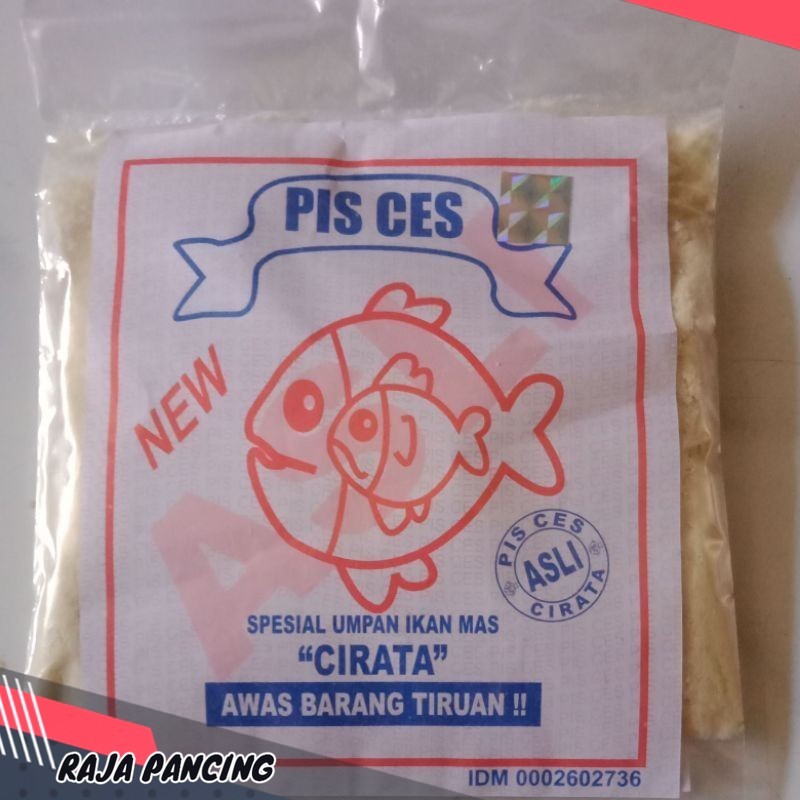 PIS CES
NEW
ASLI
PIS CES
ASLI
CIRATA
SPESIAL UMPAN IKAN MAS
“CIRATA”
AWAS BARANG TIRUAN !!
RAJA PANCING
IDM 0002602736